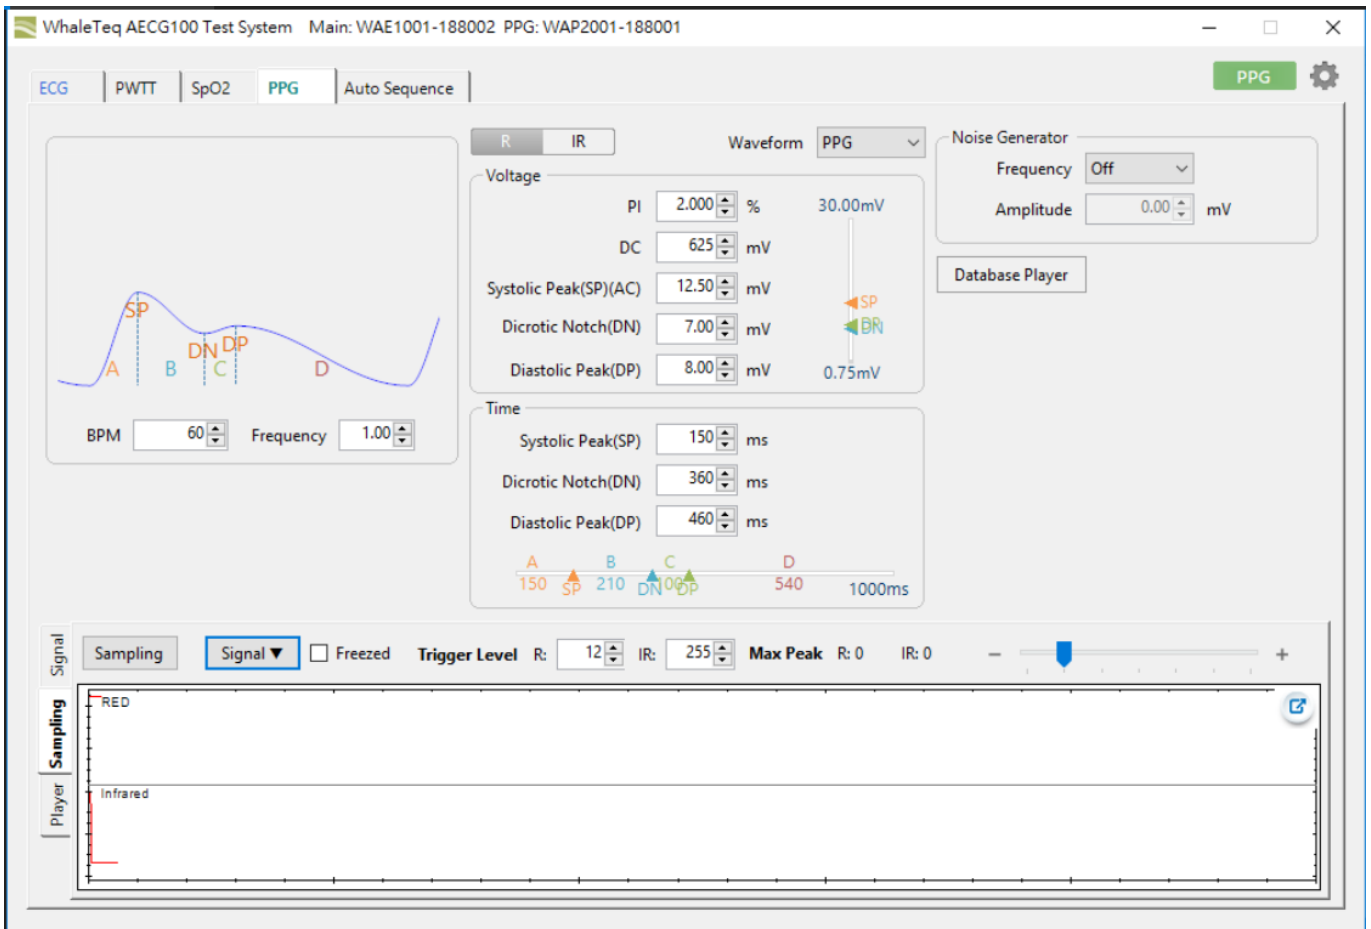 WhaleTeq AECG100 Test System Main: WAE1001-188002 PPG: WAP2001-188001
ECG PWTT SpO2 PPG Auto Sequence
PPG
R IR Waveform PPG
Voltage
PI 2.000 % 30.00mV
DC 625 mV
Systolic Peak(SP)(AC) 12.50 mV
SP
Dicrotic Notch(DN) 7.00 mV
DP
DN
Diastolic Peak(DP) 8.00 mV 0.75mV
Noise Generator
Frequency Off
Amplitude 0.00 mV
Database Player
SP
DN DP
A B C D
BPM 60 Frequency 1.00
Time
Systolic Peak(SP) 150 ms
Dicrotic Notch(DN) 360 ms
Diastolic Peak(DP) 460 ms
A B C D
150 SP 210 DN 100 DP 540 1000ms
Signal
Sampling
Player
Sampling Signal ▼ Freezed Trigger Level R: 12 IR: 255 Max Peak R: 0 IR: 0 − +
RED
Infrared